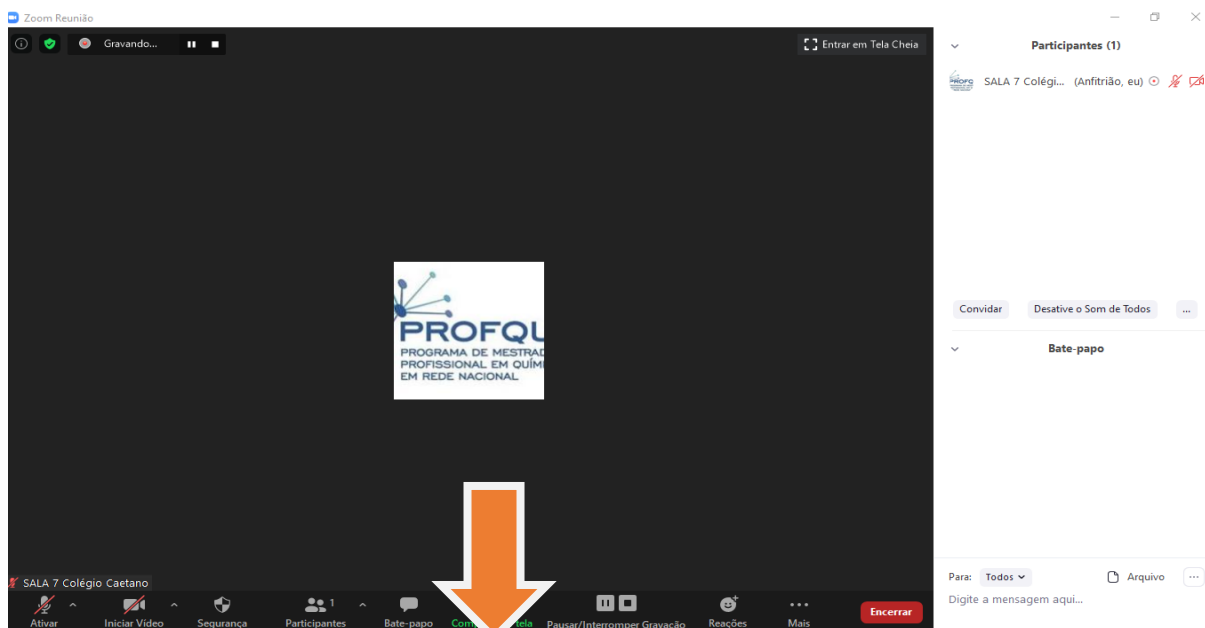 Zoom Reunião
Gravando...
Entrar em Tela Cheia
Participantes (1)
SALA 7 Colégi... (Anfitrião, eu)
PROFQU
PROGRAMA DE MESTRAD
PROFISSIONAL EM QUÍMI
EM REDE NACIONAL
Convidar Desative o Som de Todos ...
Bate-papo
SALA 7 Colégio Caetano
Para: Todos Arquivo ...
Digite a mensagem aqui...
1
Ativar Iniciar Vídeo Segurança Participantes Bate-papo tela Pausar/Interromper Gravação Reações Mais Encerrar